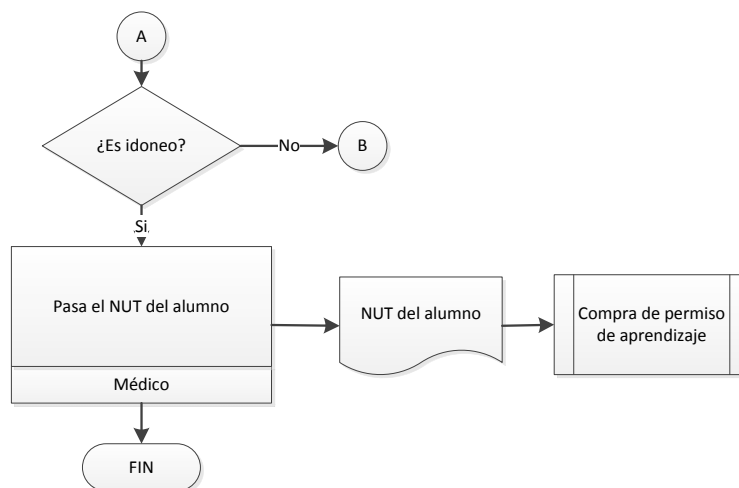 A
¿Es idoneo?
No
B
Si
Pasa el NUT del alumno
Médico
NUT del alumno
Compra de permiso
de aprendizaje
FIN